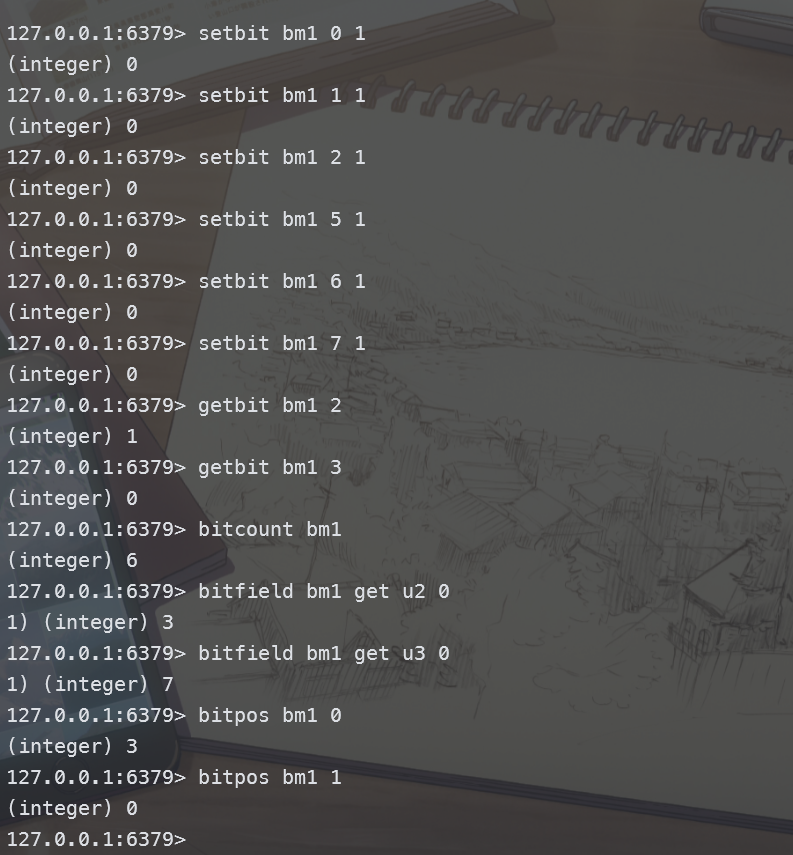 127.0.0.1:6379> setbit bm1 0 1
(integer) 0
127.0.0.1:6379> setbit bm1 1 1
(integer) 0
127.0.0.1:6379> setbit bm1 2 1
(integer) 0
127.0.0.1:6379> setbit bm1 5 1
(integer) 0
127.0.0.1:6379> setbit bm1 6 1
(integer) 0
127.0.0.1:6379> setbit bm1 7 1
(integer) 0
127.0.0.1:6379> getbit bm1 2
(integer) 1
127.0.0.1:6379> getbit bm1 3
(integer) 0
127.0.0.1:6379> bitcount bm1
(integer) 6
127.0.0.1:6379> bitfield bm1 get u2 0
1) (integer) 3
127.0.0.1:6379> bitfield bm1 get u3 0
1) (integer) 7
127.0.0.1:6379> bitpos bm1 0
(integer) 3
127.0.0.1:6379> bitpos bm1 1
(integer) 0
127.0.0.1:6379>